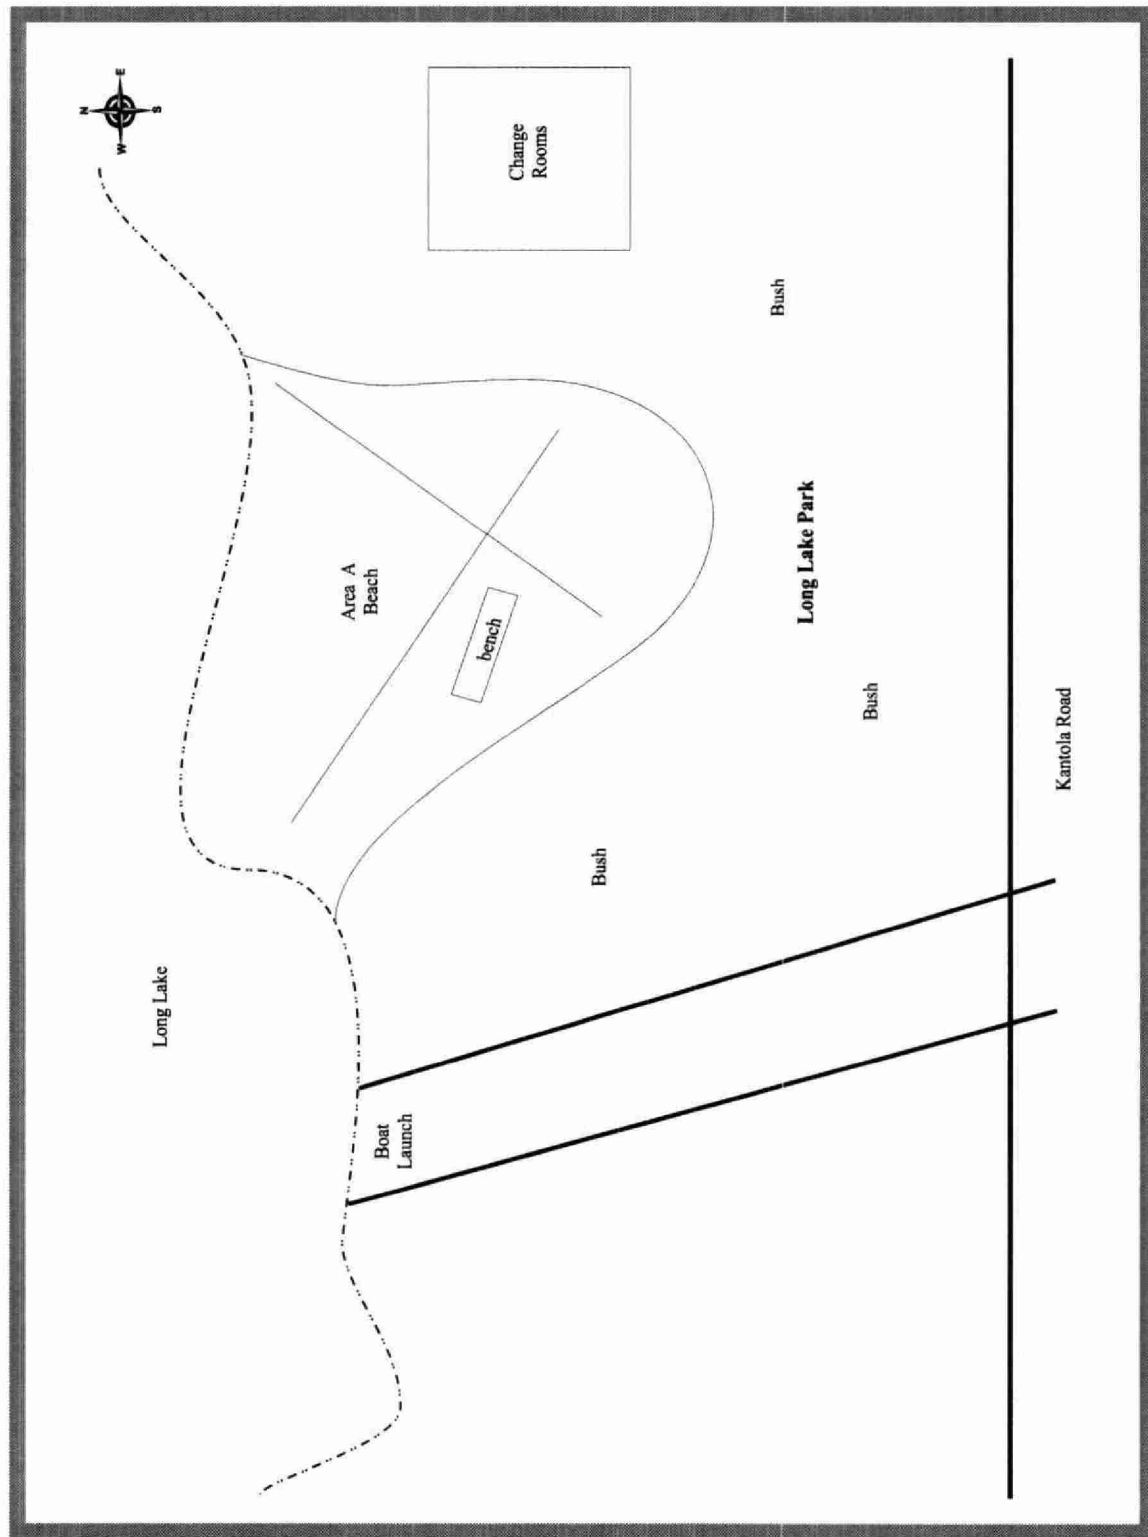 N
W E
S
Long Lake
Area A
Beach
Boat
Launch
bench
Change
Rooms
Bush
Bush
Long Lake Park
Bush
Kantola Road